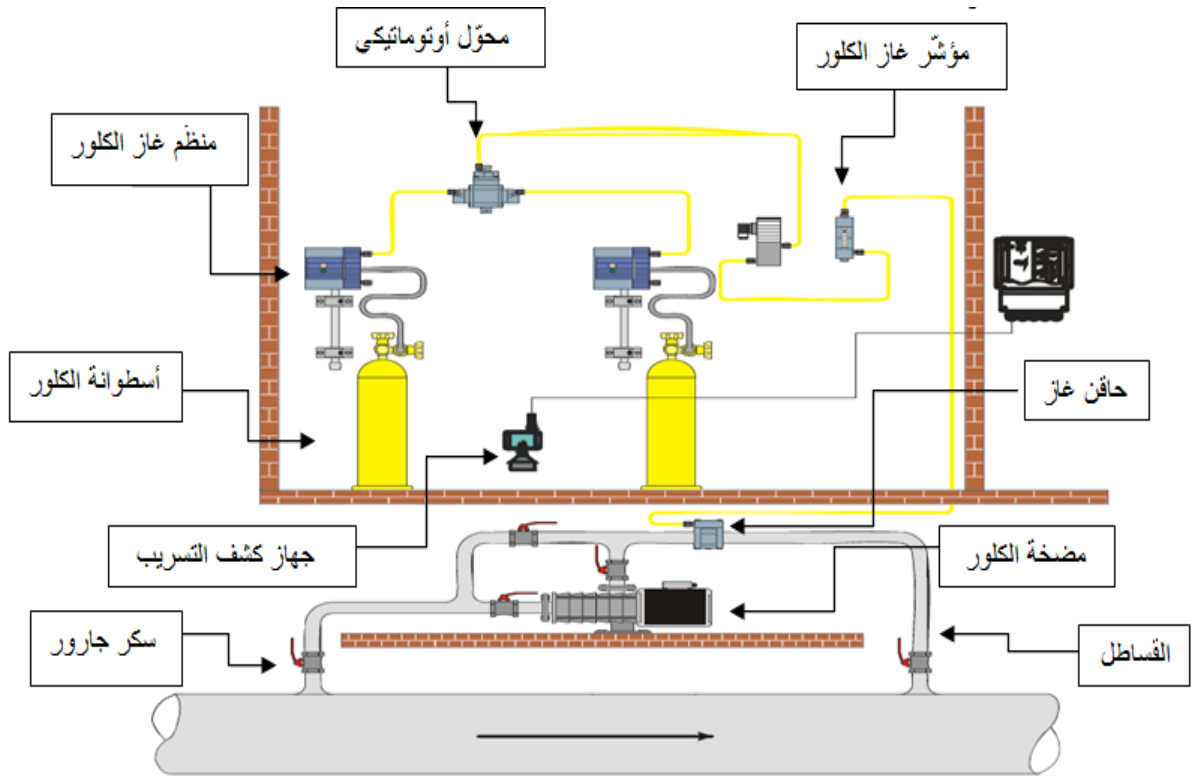 محوّل أوتوماتيكي
مؤشّر غاز الكلور
منظّم غاز الكلور
أسطوانة الكلور
حاقن غاز
جهاز كشف التسريب
مضخة الكلور
سكر جارور
القساطل